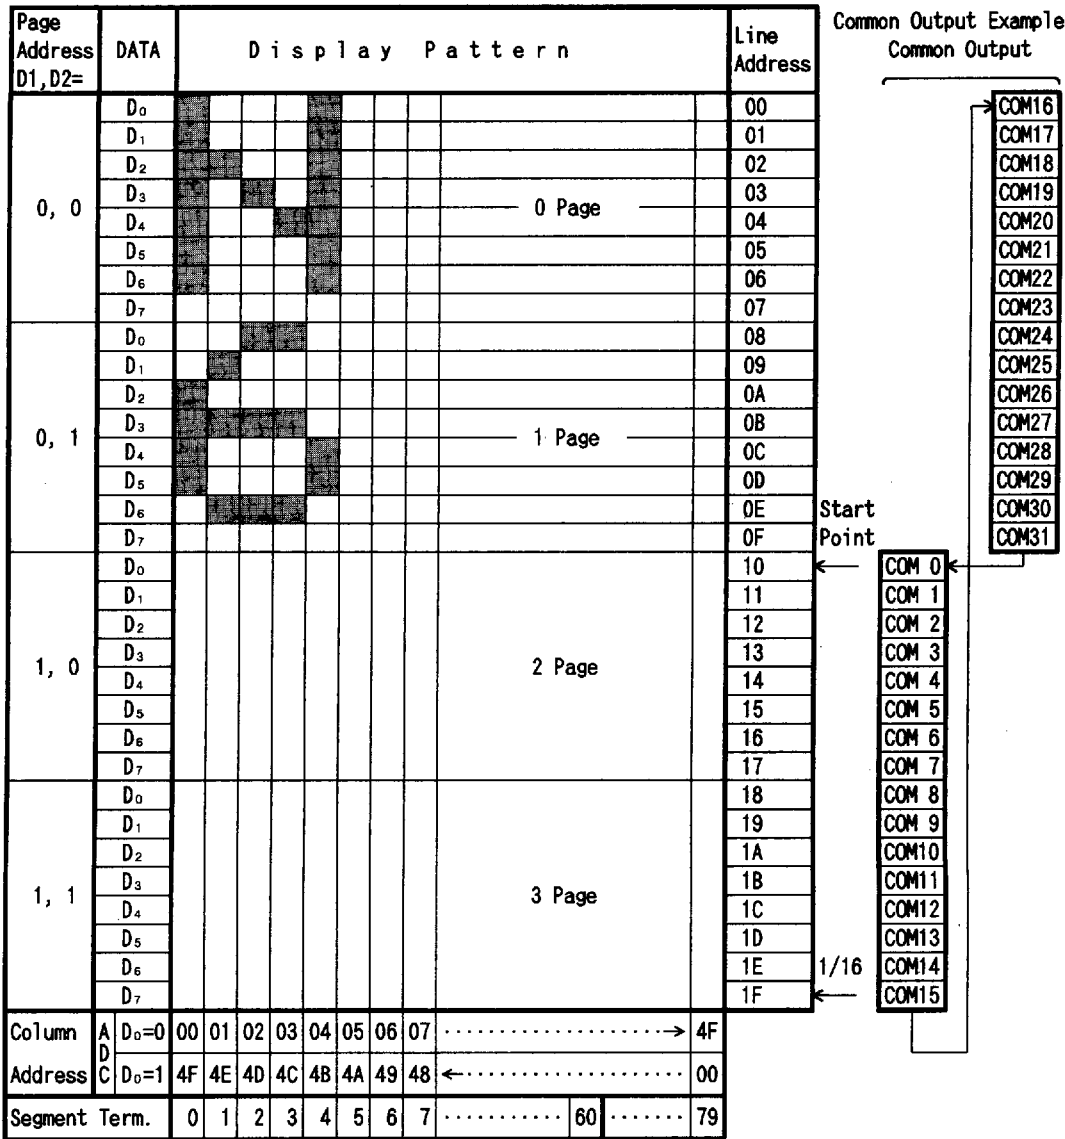 Page Address D1,D2= DATA Display Pattern Line Address Common Output Example
Common Output
D0 00 COM16
D1 01 COM17
D2 02 COM18
D3 03 COM19
0, 0 0 Page
D4 04 COM20
D5 05 COM21
D6 06 COM22
D7 07 COM23
D0 08 COM24
D1 09 COM25
D2 0A COM26
D3 0B COM27
0, 1 1 Page
D4 0C COM28
D5 0D COM29
D6 0E Start COM30
D7 0F Point COM31
D0 10 COM 0
D1 11 COM 1
D2 12 COM 2
D3 13 COM 3
1, 0 2 Page
D4 14 COM 4
D5 15 COM 5
D6 16 COM 6
D7 17 COM 7
D0 18 COM 8
D1 19 COM 9
D2 1A COM10
D3 1B COM11
1, 1 3 Page
D4 1C COM12
D5 1D COM13
D6 1E 1/16 COM14
D7 1F COM15
Column Address ADC
D0=0 00 01 02 03 04 05 06 07 4F
D0=1 4F 4E 4D 4C 4B 4A 49 48 00
Segment Term. 0 1 2 3 4 5 6 7 60 79